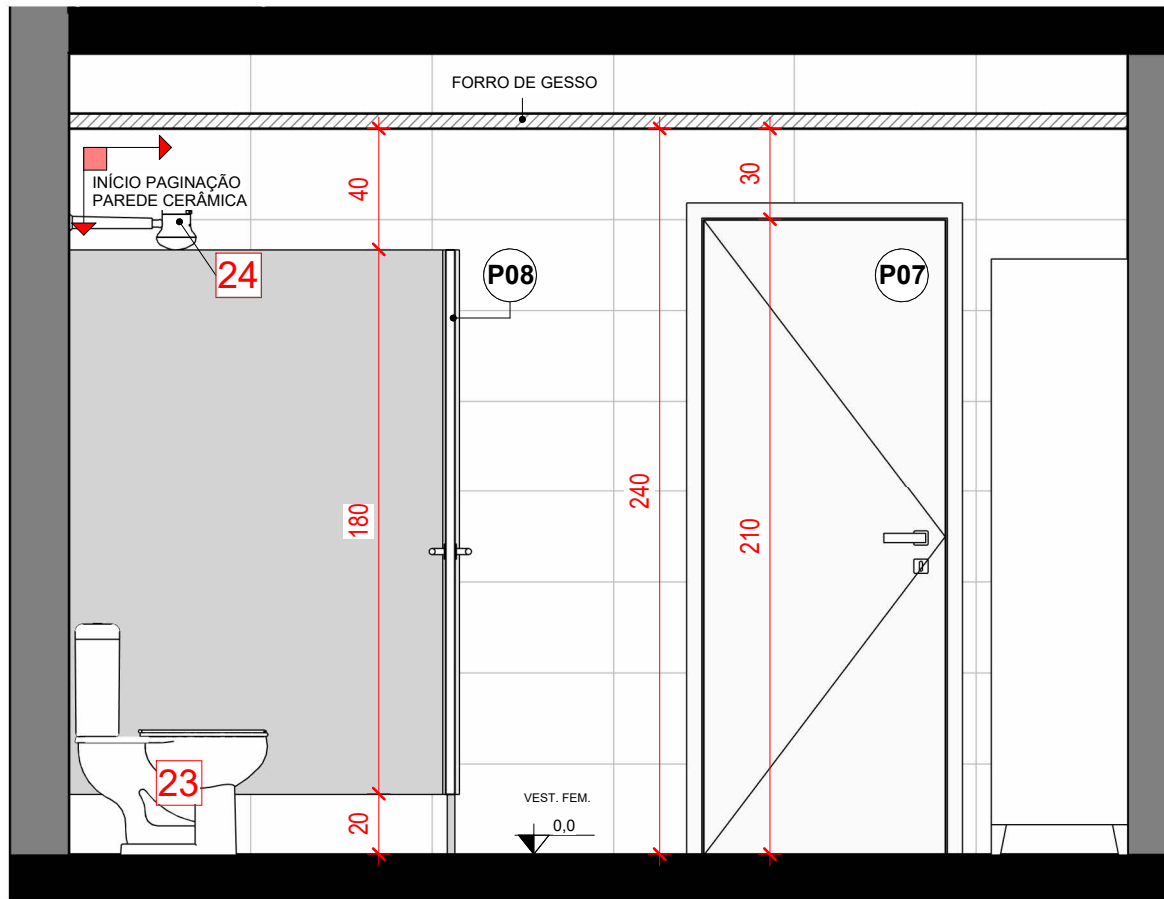 FORRO DE GESSO
INÍCIO PAGINAÇÃO
PAREDE CERÂMICA
40
30
24
P08
P07
180
240
210
23
20
VEST. FEM.
0,0